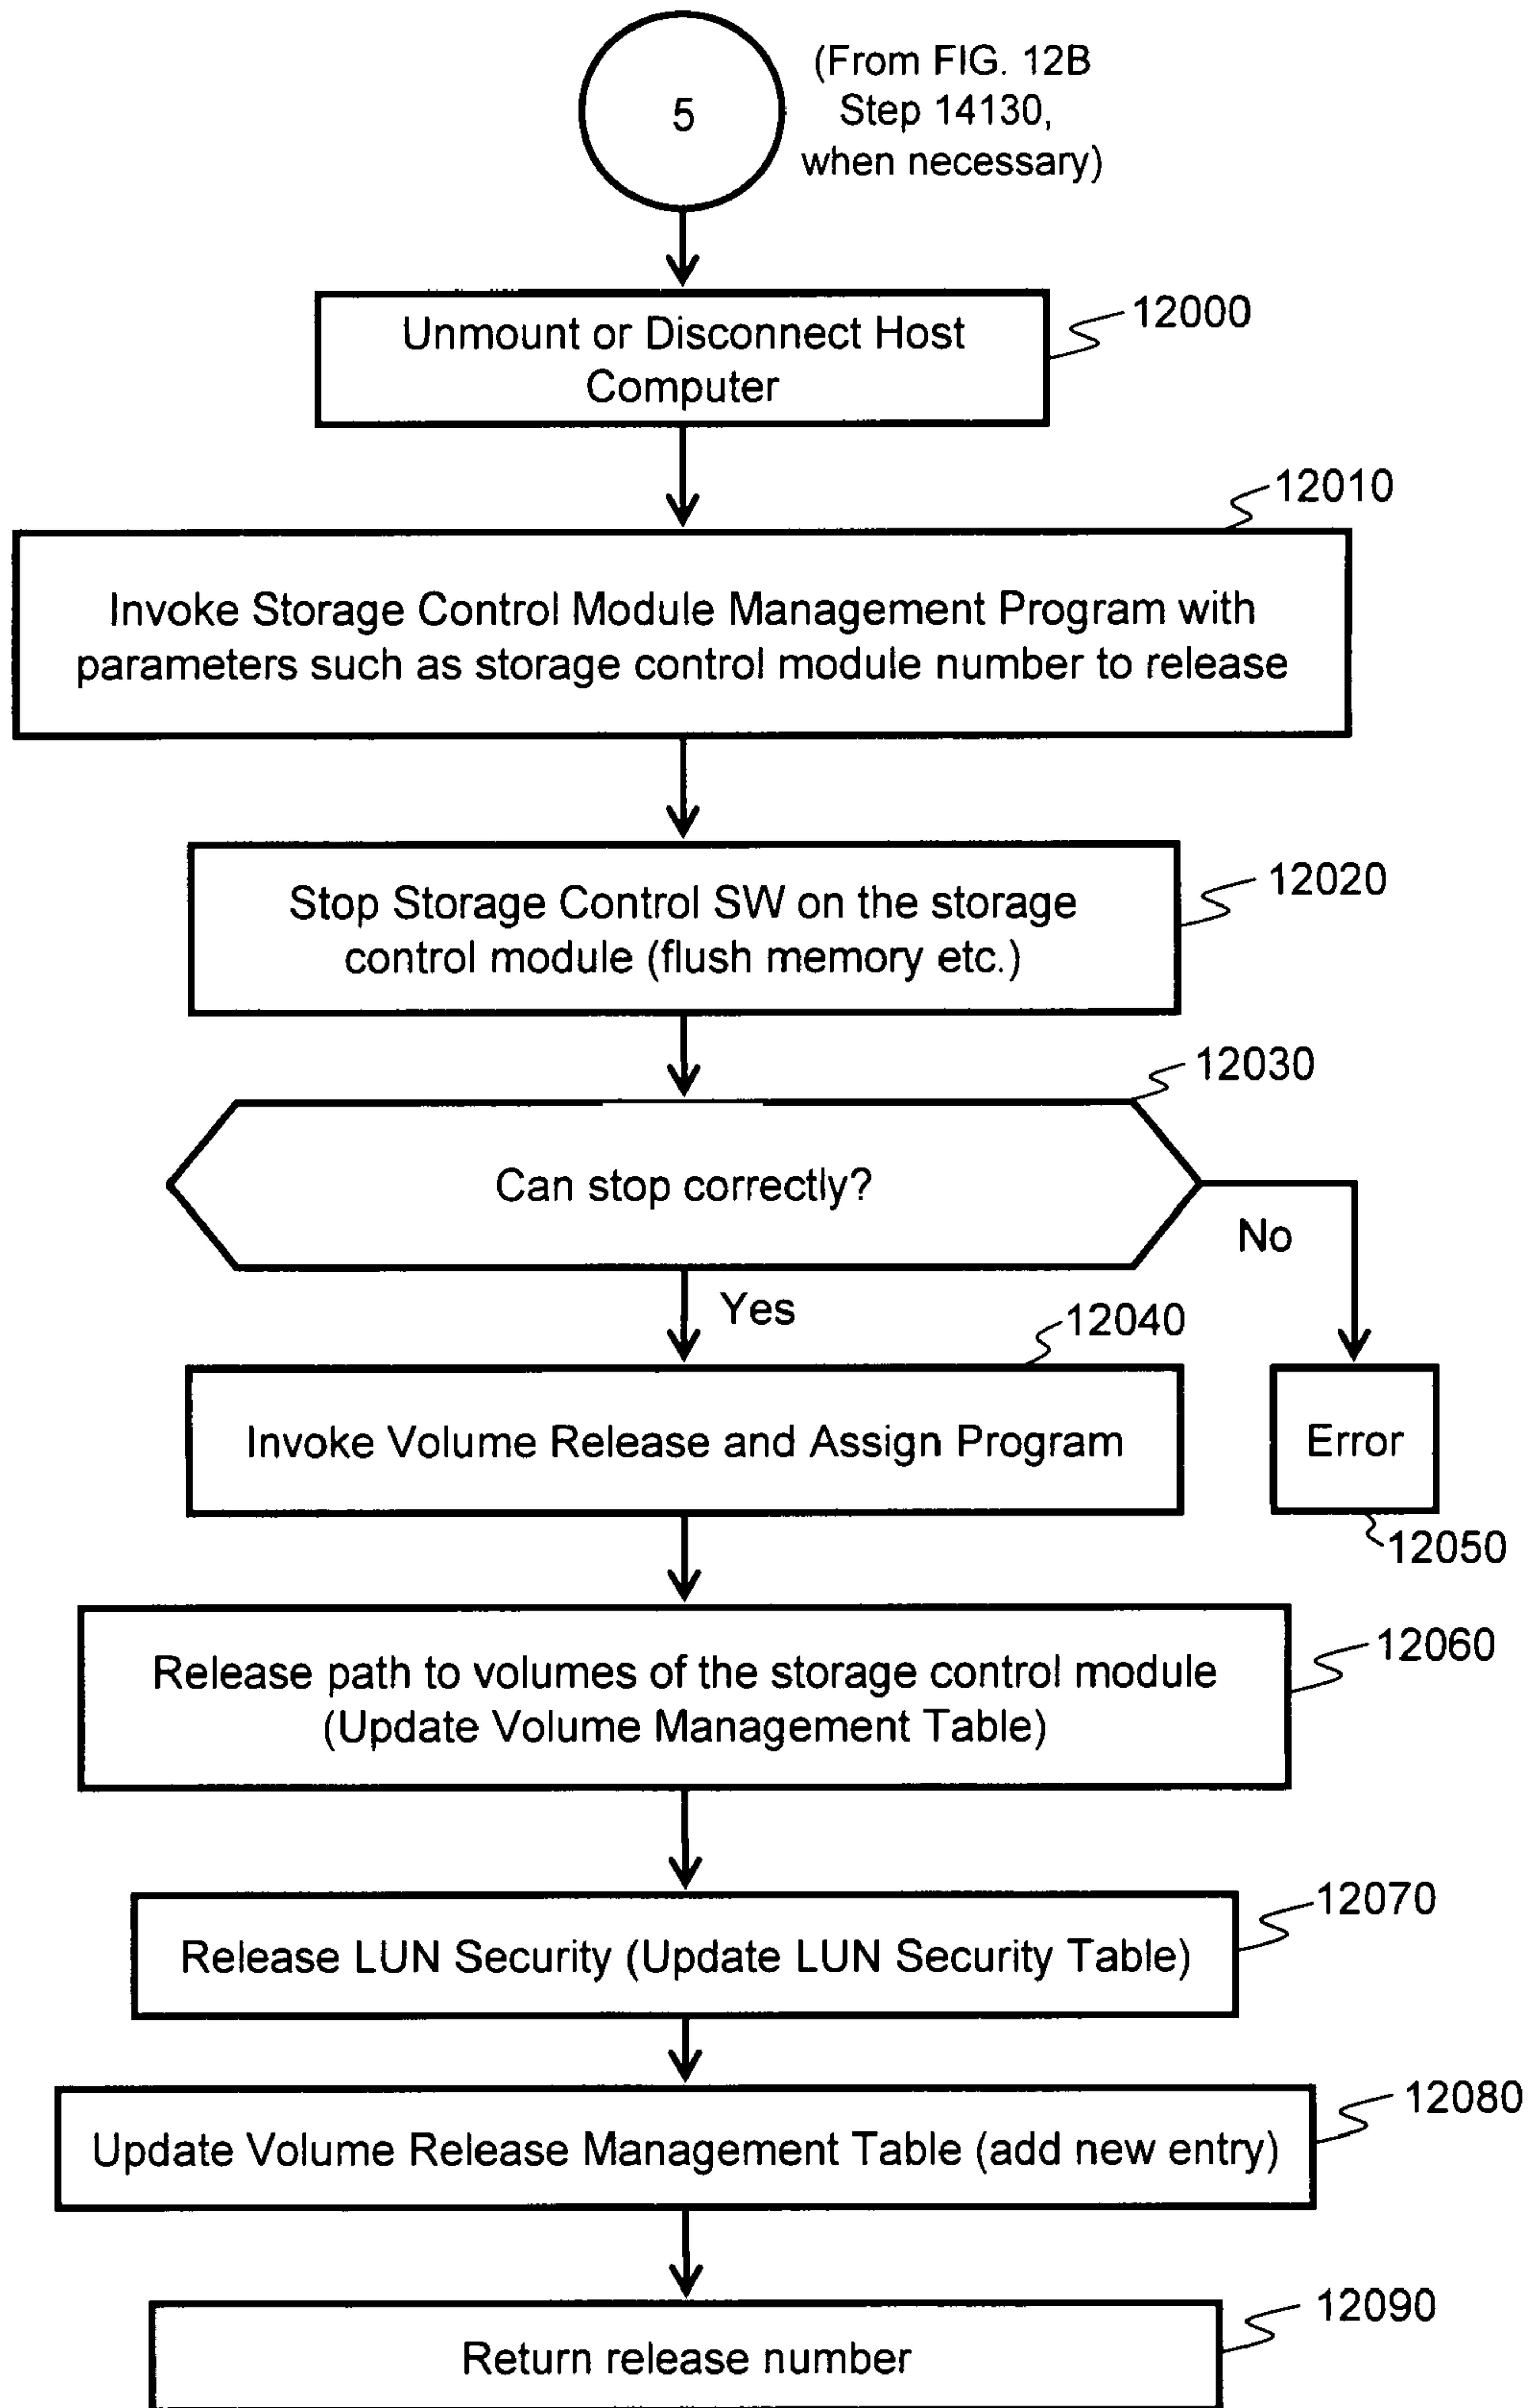 5
(From FIG. 12B
Step 14130,
when necessary)
12000
Unmount or Disconnect Host
Computer
12010
Invoke Storage Control Module Management Program with
parameters such as storage control module number to release
12020
Stop Storage Control SW on the storage
control module (flush memory etc.)
12030
Can stop correctly?
No
Yes
12040
Invoke Volume Release and Assign Program
Error
12050
12060
Release path to volumes of the storage control module
(Update Volume Management Table)
12070
Release LUN Security (Update LUN Security Table)
12080
Update Volume Release Management Table (add new entry)
12090
Return release number